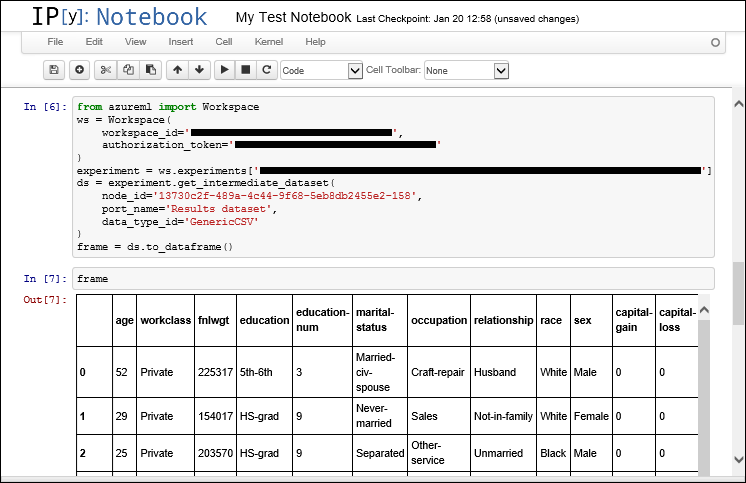 IP[y]: Notebook My Test Notebook Last Checkpoint: Jan 20 12:58 (unsaved changes)
File Edit View Insert Cell Kernel Help
Code Cell Toolbar: None
In [6]: from azureml import Workspace
ws = Workspace(
workspace_id='',
authorization_token=''
)
experiment = ws.experiments['']
ds = experiment.get_intermediate_dataset(
node_id='13730c2f-489a-4c44-9f68-5eb8db2455e2-158',
port_name='Results dataset',
data_type_id='GenericCSV'
)
frame = ds.to_dataframe()
In [7]: frame
Out[7]:
age workclass fnlwgt education education-num marital-status occupation relationship race sex capital-gain capital-loss
0 52 Private 225317 5th-6th 3 Married-civ-spouse Craft-repair Husband White Male 0 0
1 29 Private 154017 HS-grad 9 Never-married Sales Not-in-family White Female 0 0
2 25 Private 203570 HS-grad 9 Separated Other-service Unmarried Black Male 0 0